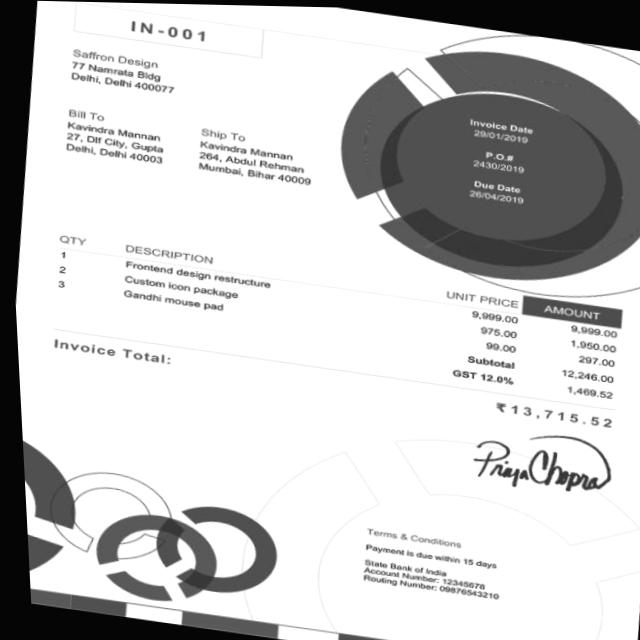 IN-001
Saffron Design
77 Namrata Bldg
Delhi, Delhi 400077
Bill To
Kavindra Mannan
27, Dlf City, Gupta
Delhi, Delhi 40003
Ship To
Kavindra Mannan
264, Abdul Rehman
Mumbai, Bihar 40009
Invoice Date
29/01/2019
P.O.#
2430/2019
Due Date
26/04/2019
QTY DESCRIPTION UNIT PRICE AMOUNT
1 Frontend design restructure 9,999.00 9,999.00
2 Custom icon package 975.00 1,950.00
3 Gandhi mouse pad 99.00 297.00
Subtotal 12,246.00
GST 12.0% 1,469.52
Invoice Total: ₹13,715.52
Priya Chopra
Terms & Conditions
Payment is due within 15 days
State Bank of India
Account Number: 12345678
Routing Number: 09876543210